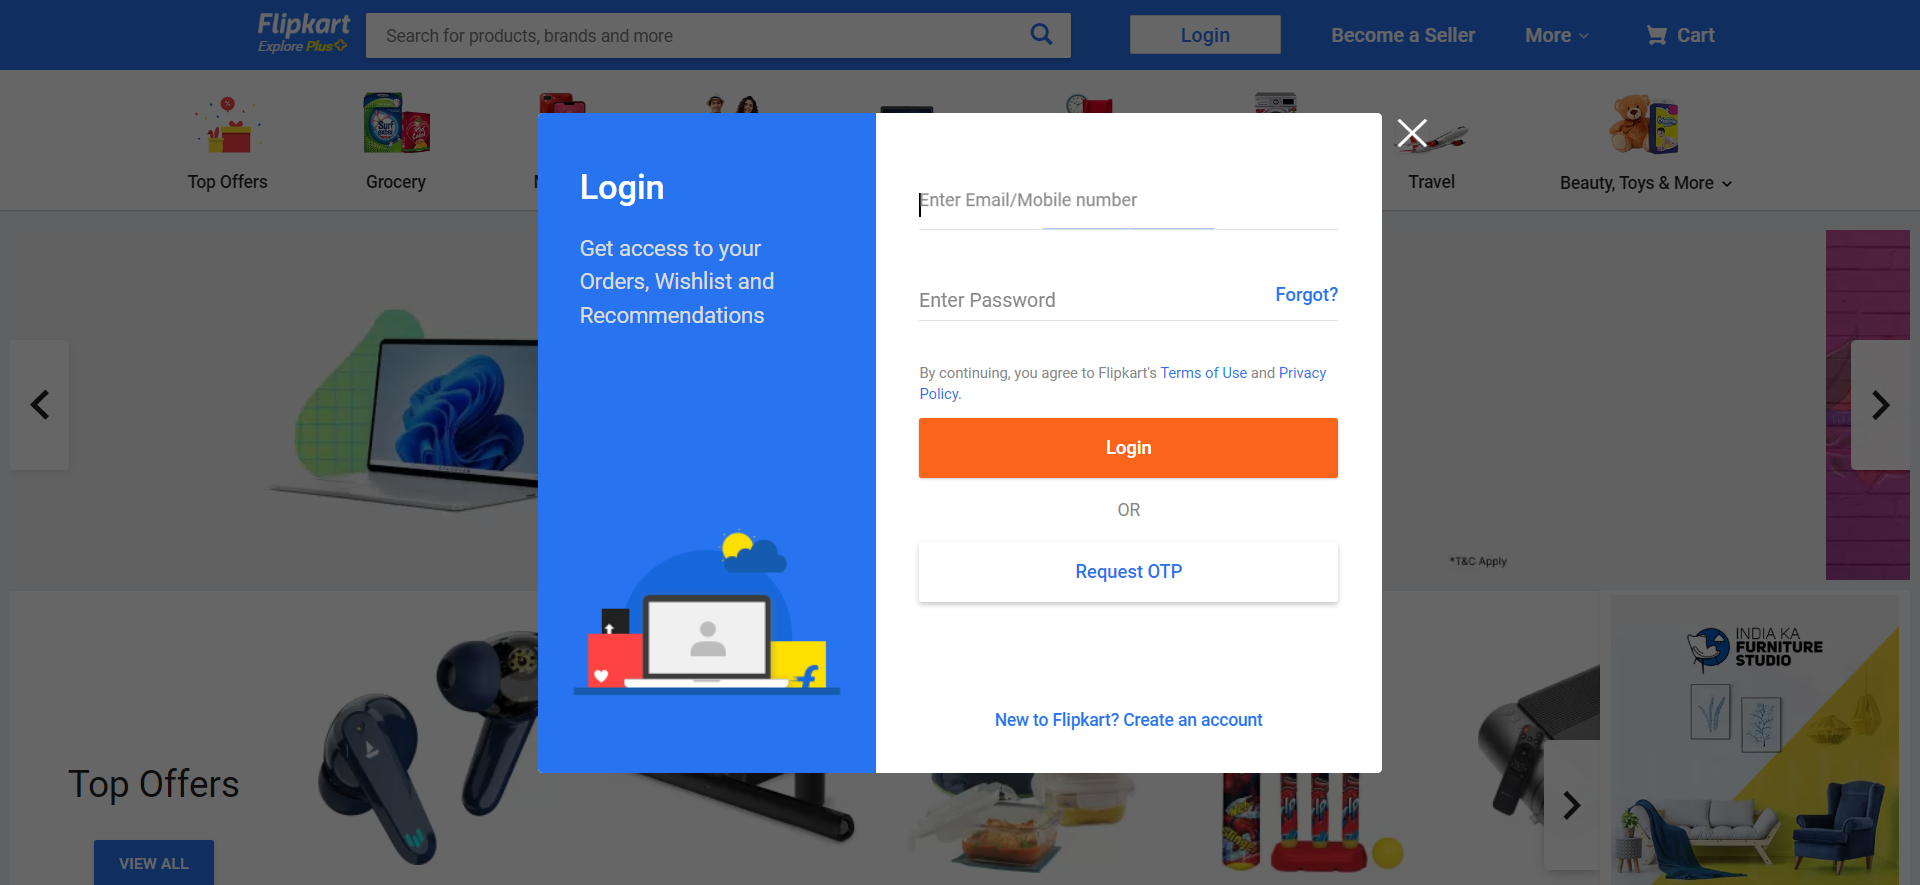 Flipkart
Explore Plus
Search for products, brands and more
Login
Become a Seller
More
Cart
Top Offers
Grocery
Travel
Beauty, Toys & More
Login
Get access to your
Orders, Wishlist and
Recommendations
Enter Email/Mobile number
Enter Password
Forgot?
By continuing, you agree to Flipkart's Terms of Use and Privacy
Policy.
Login
OR
Request OTP
New to Flipkart? Create an account
*T&C Apply
Top Offers
VIEW ALL
INDIA KA
FURNITURE
STUDIO